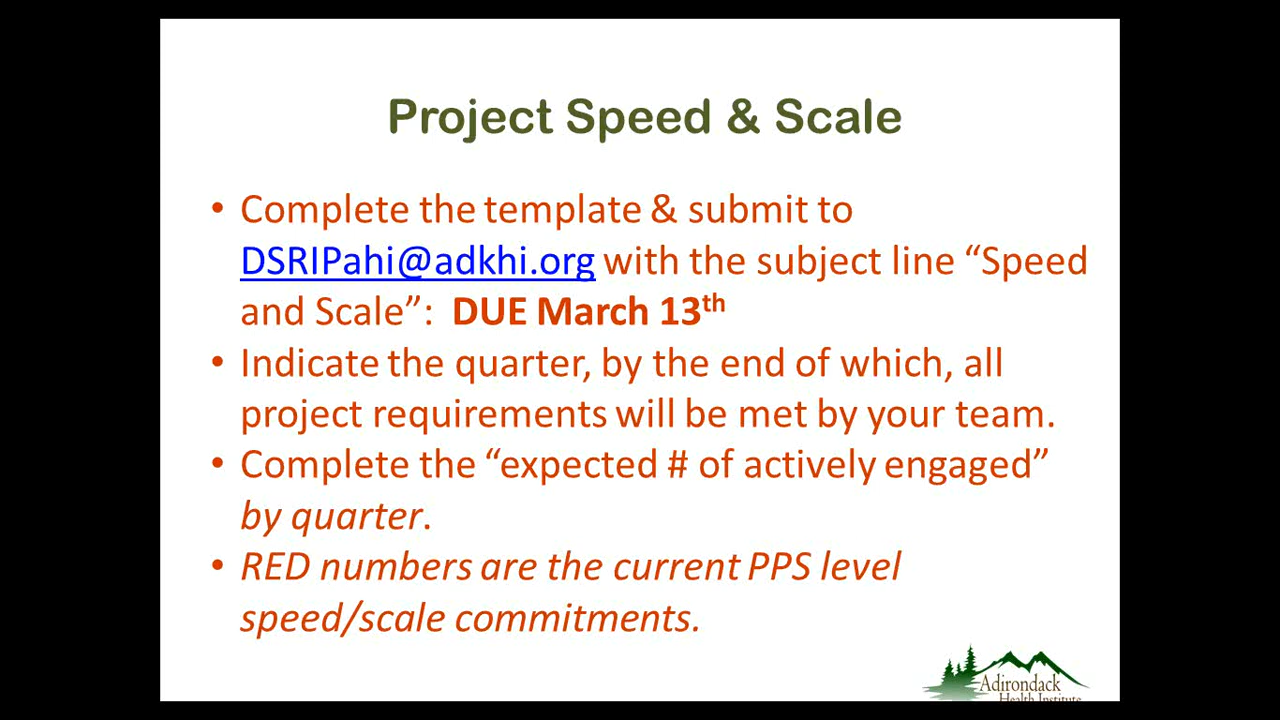 Project Speed & Scale
• Complete the template & submit to
DSRIPahi@adkhi.org with the subject line “Speed
and Scale”: DUE March 13th
• Indicate the quarter, by the end of which, all
project requirements will be met by your team.
• Complete the “expected # of actively engaged”
by quarter.
• RED numbers are the current PPS level
speed/scale commitments.
Adirondack
Health Institute